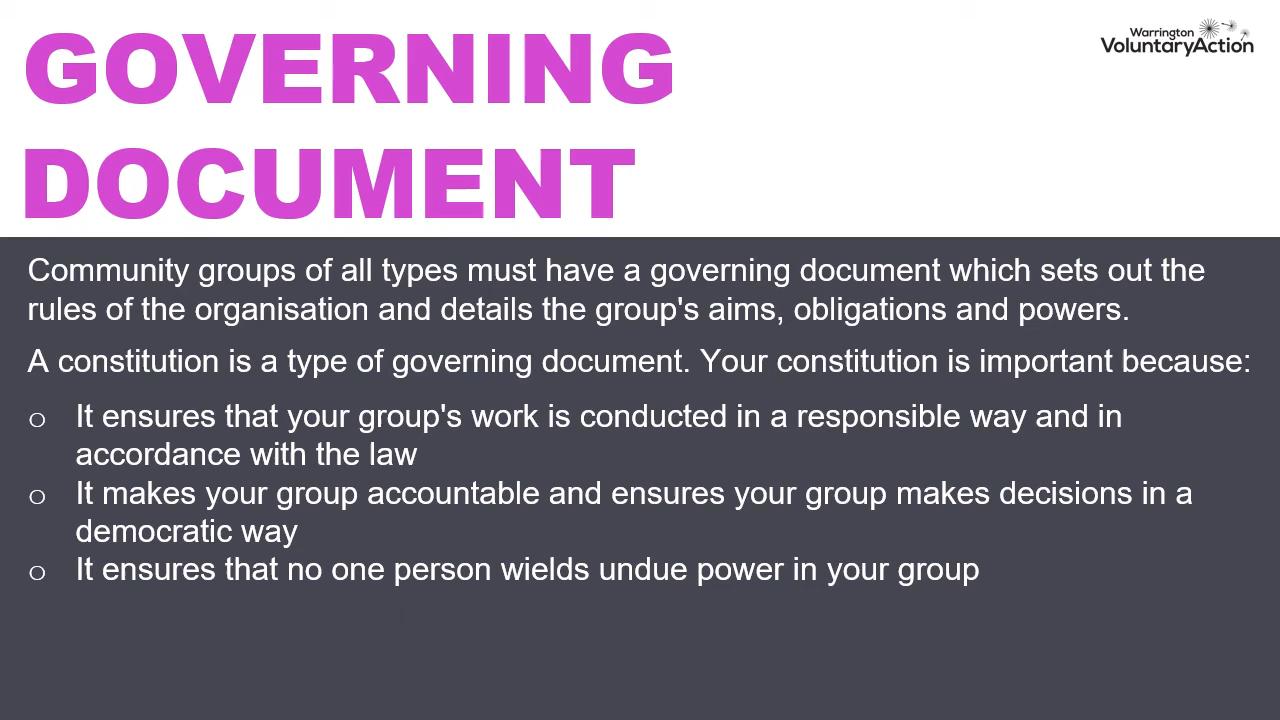 GOVERNING
DOCUMENT
Warrington
VoluntaryAction
Community groups of all types must have a governing document which sets out the
rules of the organisation and details the group's aims, obligations and powers.
A constitution is a type of governing document. Your constitution is important because:
o It ensures that your group's work is conducted in a responsible way and in
accordance with the law
o It makes your group accountable and ensures your group makes decisions in a
democratic way
o It ensures that no one person wields undue power in your group